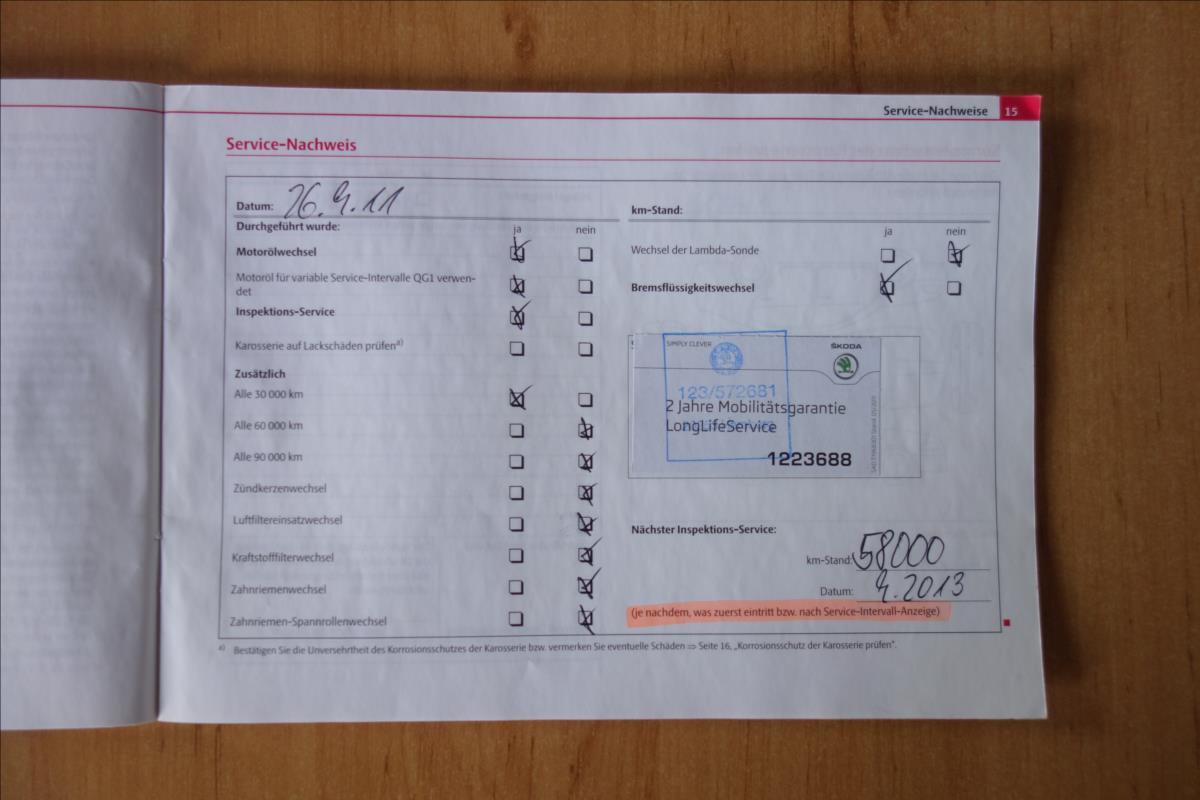 Service-Nachweise 15
Service-Nachweis
Datum: 26.4.11
km-Stand:
Durchgeführt wurde:
ja nein
Motorölwechsel
Motoröl für variable Service-Intervalle QG1 verwen-
det
Inspektions-Service
Karosserie auf Lackschäden prüfen a)
Zusätzlich
Alle 30 000 km
Alle 60 000 km
Alle 90 000 km
Zündkerzenwechsel
Luftfiltereinsatzwechsel
Kraftstofffilterwechsel
Zahnriemenwechsel
Zahnriemen-Spannrollenwechsel
ja nein
Wechsel der Lambda-Sonde
Bremsflüssigkeitswechsel
SIMPLY CLEVER
ŠKODA
123/572681
2 Jahre Mobilitätsgarantie
LongLifeService
1223688
Nächster Inspektions-Service:
km-Stand: 58000
Datum: 4.2013
(je nachdem, was zuerst eintritt bzw. nach Service-Intervall-Anzeige)
a) Bestätigen Sie die Unversehrtheit des Korrosionsschutzes der Karosserie bzw. vermerken Sie eventuelle Schäden ⇒ Seite 16, „Korrosionsschutz der Karosserie prüfen".